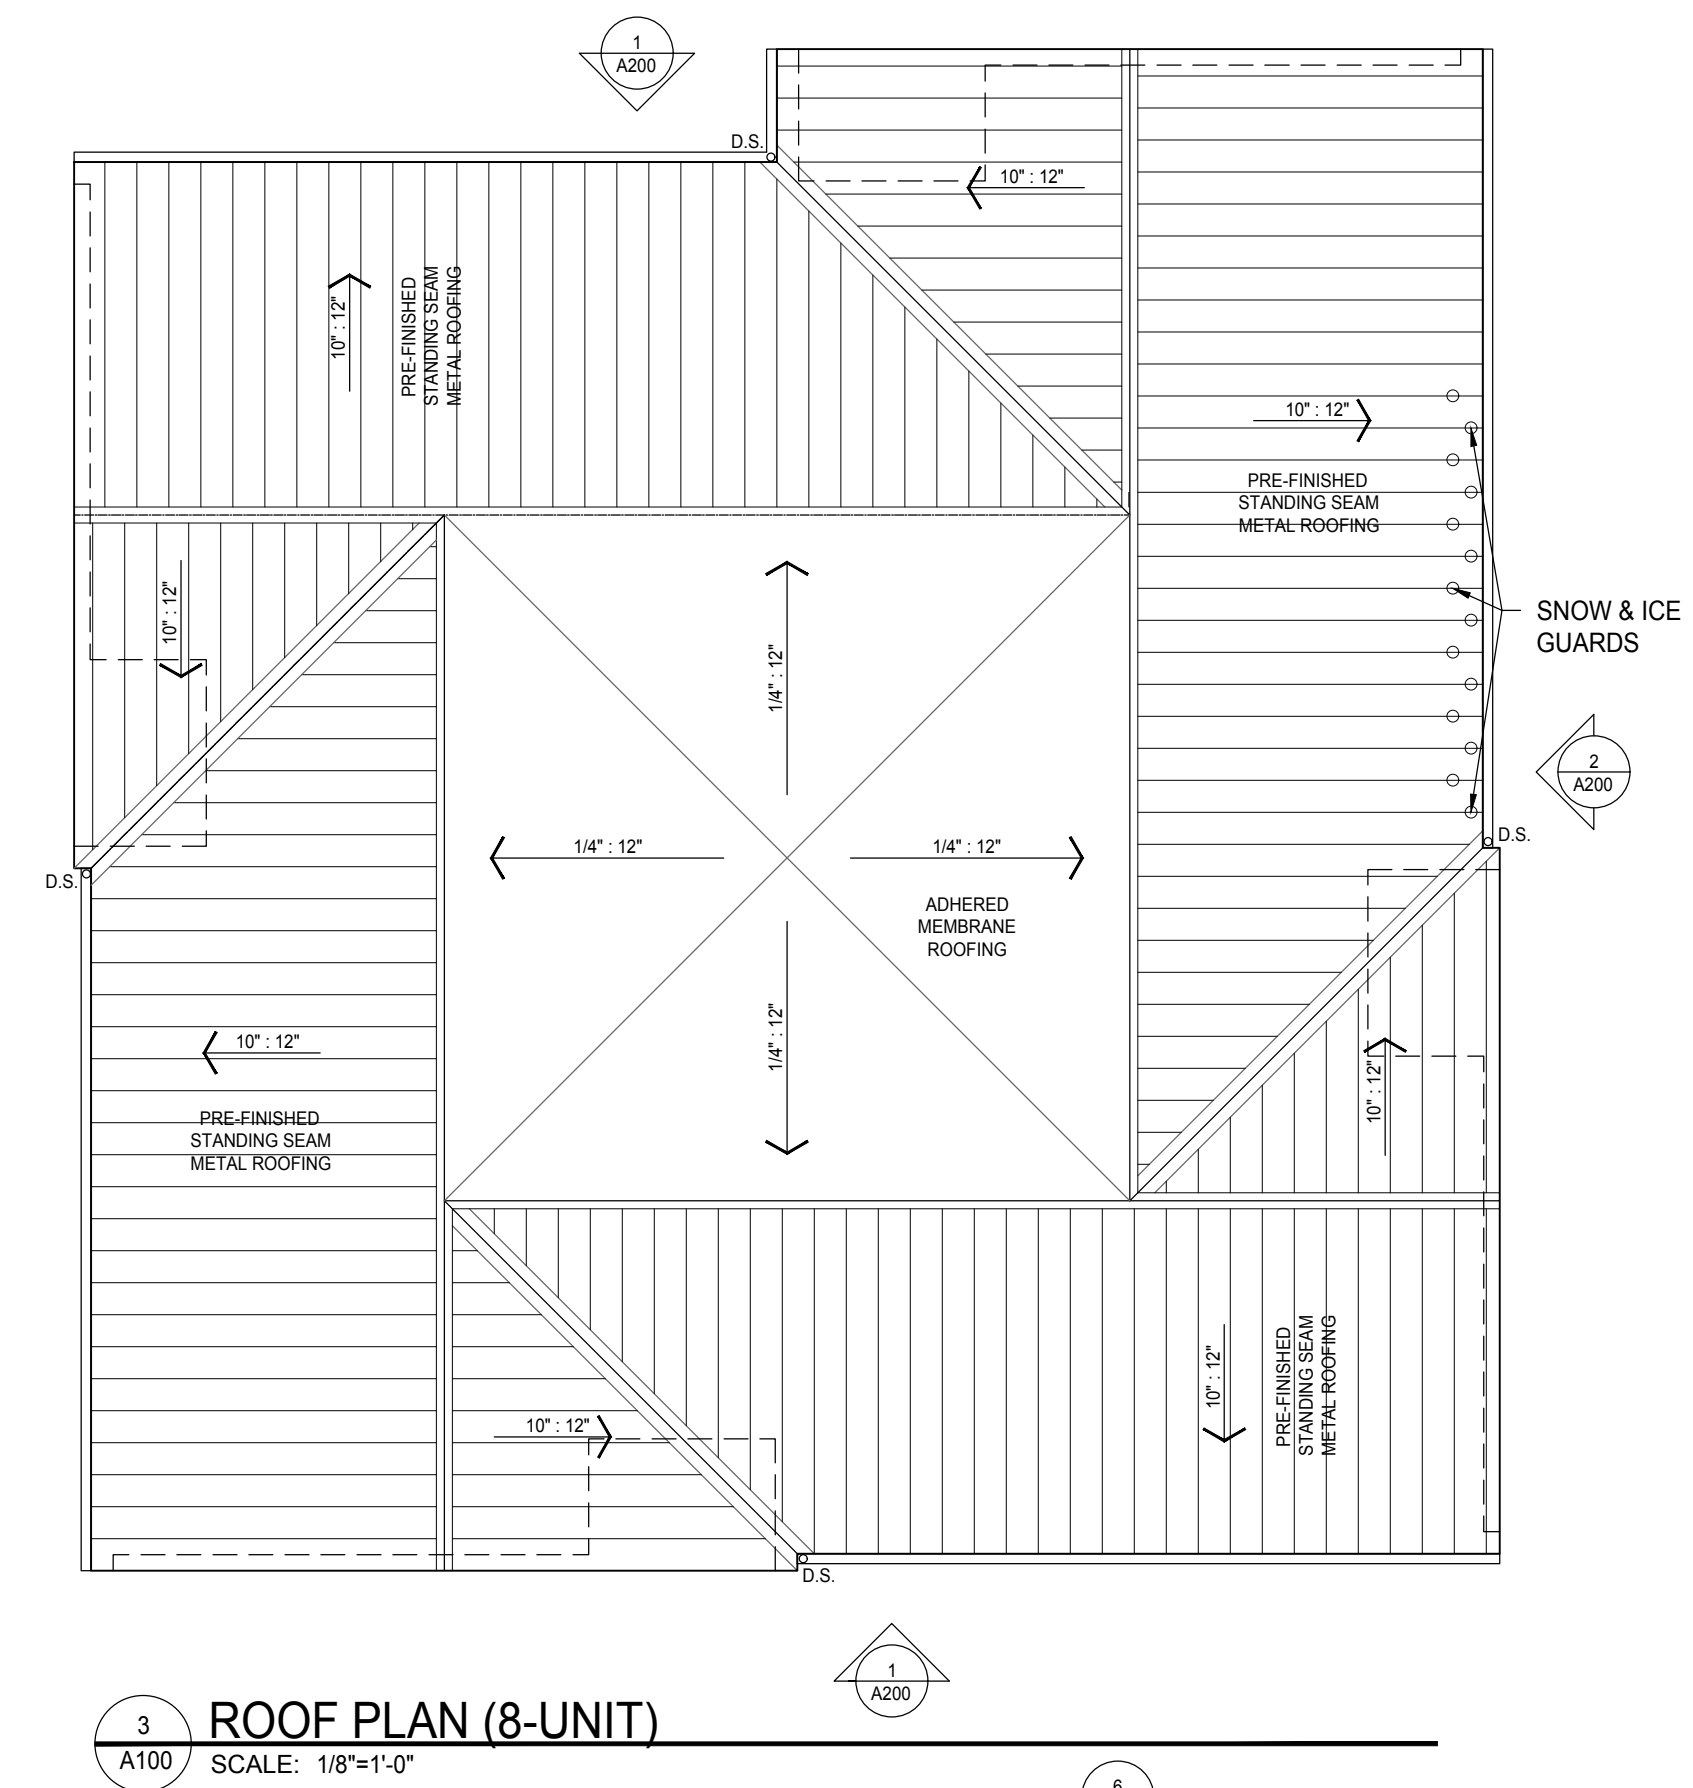 1
A200
D.S.
10" : 12"
10" : 12"
PRE-FINISHED
STANDING SEAM
METAL ROOFING
10" : 12"
PRE-FINISHED
STANDING SEAM
METAL ROOFING
SNOW & ICE
GUARDS
10" : 12"
1/4" : 12"
2
A200
D.S.
1/4" : 12"
1/4" : 12"
D.S.
ADHERED
MEMBRANE
ROOFING
1/4" : 12"
10" : 12"
10" : 12"
PRE-FINISHED
STANDING SEAM
METAL ROOFING
10" : 12"
PRE-FINISHED
STANDING SEAM
METAL ROOFING
10" : 12"
D.S.
1
A200
3
A100
ROOF PLAN (8-UNIT)
SCALE: 1/8"=1'-0"
6